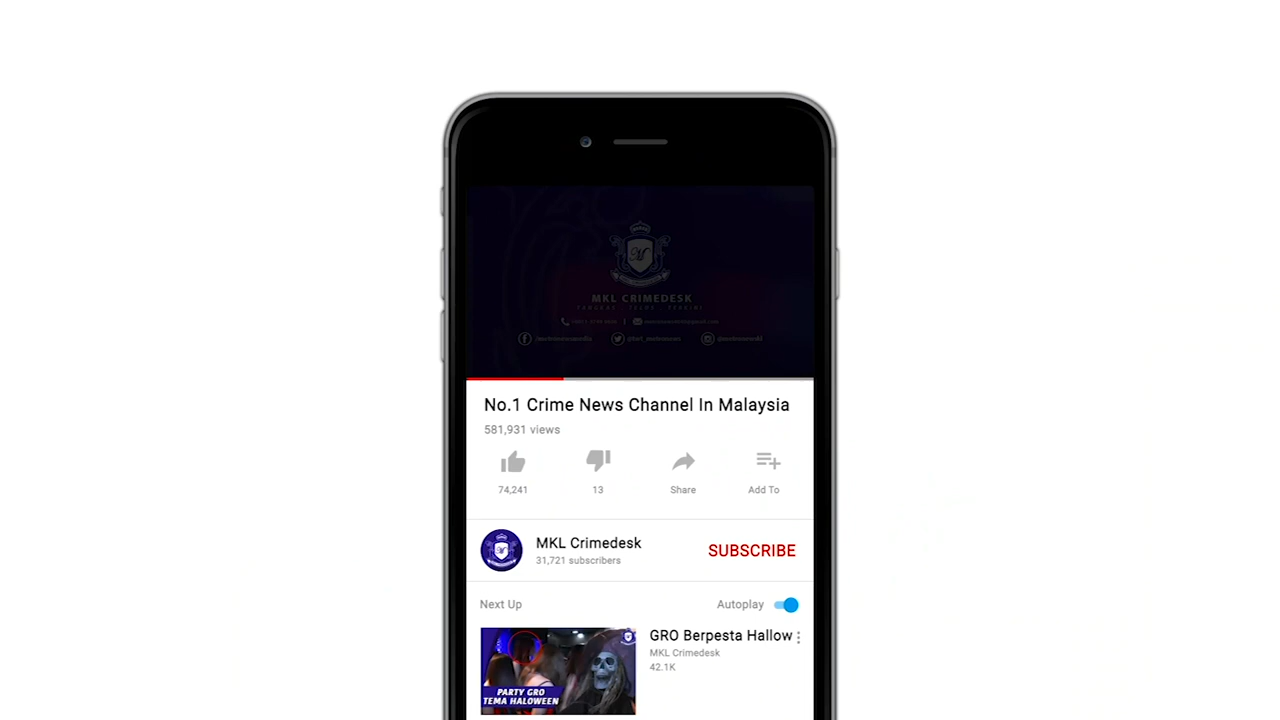 MKL CRIMEDESK
No.1 Crime News Channel In Malaysia
581,931 views
74,241
13
Share
Add To
MKL Crimedesk
31,721 subscribers
SUBSCRIBE
Next Up
Autoplay
GRO Berpesta Hallow
MKL Crimedesk
42.1K
PARTY GRO
TEMA HALOWEEN